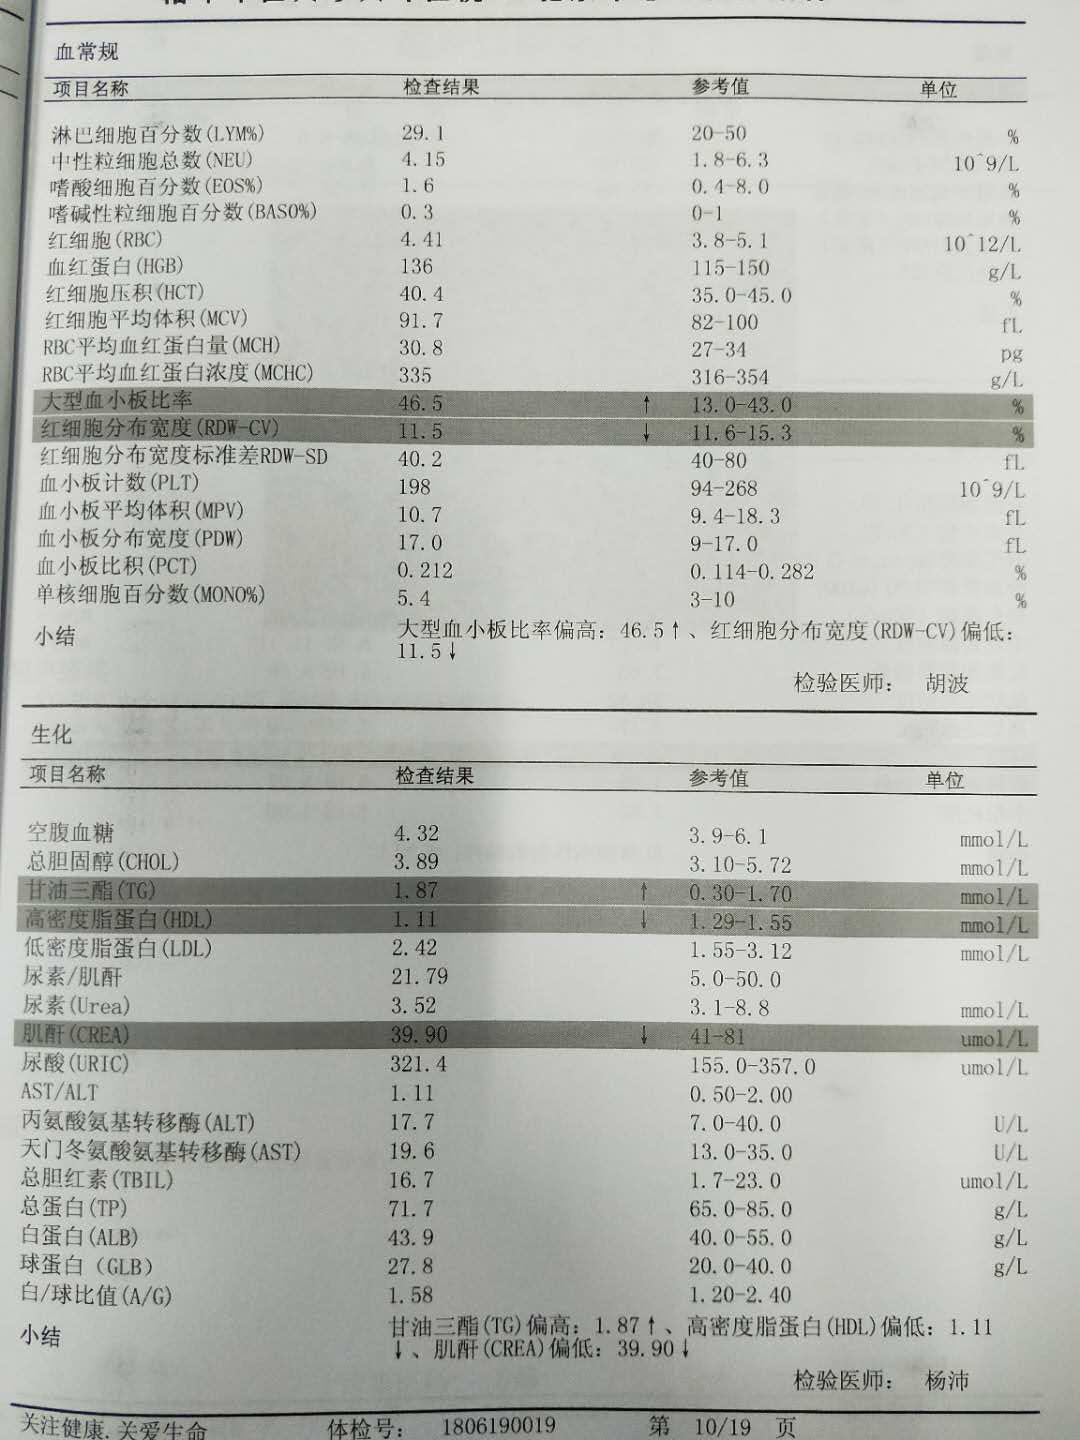 血常规
项目名称 检查结果 参考值 单位
淋巴细胞百分数(LYM%) 29.1 20-50 %
中性粒细胞总数(NEU) 4.15 1.8-6.3 10^9/L
嗜酸细胞百分数(EOS%) 1.6 0.4-8.0 %
嗜碱性粒细胞百分数(BASO%) 0.3 0-1 %
红细胞(RBC) 4.41 3.8-5.1 10^12/L
血红蛋白(HGB) 136 115-150 g/L
红细胞压积(HCT) 40.4 35.0-45.0 %
红细胞平均体积(MCV) 91.7 82-100 fL
RBC平均血红蛋白量(MCH) 30.8 27-34 pg
RBC平均血红蛋白浓度(MCHC) 335 316-354 g/L
大型血小板比率 46.5 ↑ 13.0-43.0 %
红细胞分布宽度(RDW-CV) 11.5 ↓ 11.6-15.3 %
红细胞分布宽度标准差RDW-SD 40.2 40-80 fL
血小板计数(PLT) 198 94-268 10^9/L
血小板平均体积(MPV) 10.7 9.4-18.3 fL
血小板分布宽度(PDW) 17.0 9-17.0 fL
血小板比积(PCT) 0.212 0.114-0.282 %
单核细胞百分数(MONO%) 5.4 3-10 %
小结 大型血小板比率偏高：46.5↑、红细胞分布宽度(RDW-CV)偏低：
11.5↓
检验医师： 胡波
生化
项目名称 检查结果 参考值 单位
空腹血糖 4.32 3.9-6.1 mmol/L
总胆固醇(CHOL) 3.89 3.10-5.72 mmol/L
甘油三酯(TG) 1.87 ↑ 0.30-1.70 mmol/L
高密度脂蛋白(HDL) 1.11 ↓ 1.29-1.55 mmol/L
低密度脂蛋白(LDL) 2.42 1.55-3.12 mmol/L
尿素/肌酐 21.79 5.0-50.0
尿素(Urea) 3.52 3.1-8.8 mmol/L
肌酐(CREA) 39.90 ↓ 41-81 umol/L
尿酸(URIC) 321.4 155.0-357.0 umol/L
AST/ALT 1.11 0.50-2.00
丙氨酸氨基转移酶(ALT) 17.7 7.0-40.0 U/L
天门冬氨酸氨基转移酶(AST) 19.6 13.0-35.0 U/L
总胆红素(TBIL) 16.7 1.7-23.0 umol/L
总蛋白(TP) 71.7 65.0-85.0 g/L
白蛋白(ALB) 43.9 40.0-55.0 g/L
球蛋白（GLB） 27.8 20.0-40.0 g/L
白/球比值(A/G) 1.58 1.20-2.40
小结 甘油三酯(TG)偏高：1.87↑、高密度脂蛋白(HDL)偏低：1.11
↓、肌酐(CREA)偏低：39.90↓
检验医师： 杨沛
关注健康.关爱生命 体检号： 1806190019 第 10/19 页